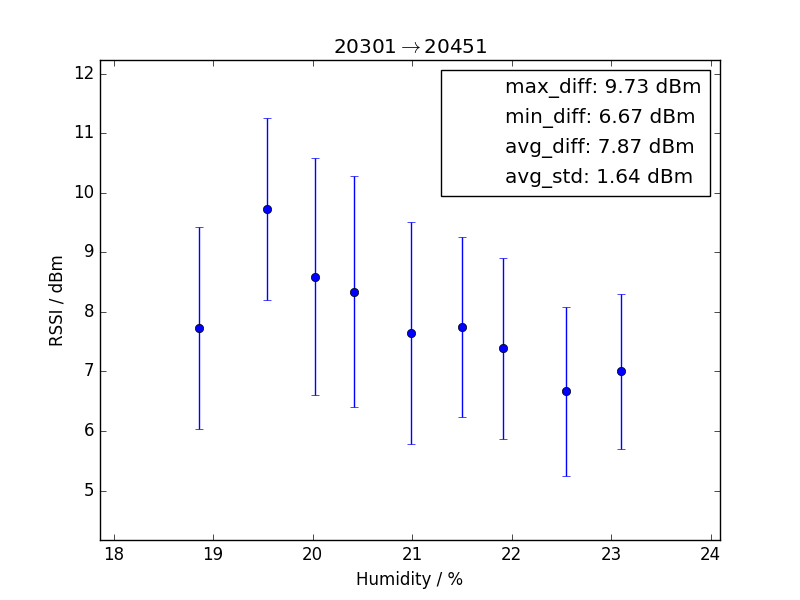 20301→20451
max_diff: 9.73 dBm
min_diff: 6.67 dBm
avg_diff: 7.87 dBm
avg_std: 1.64 dBm
12
11
10
9
8
7
6
5
RSSI / dBm
18 19 20 21 22 23 24
Humidity / %